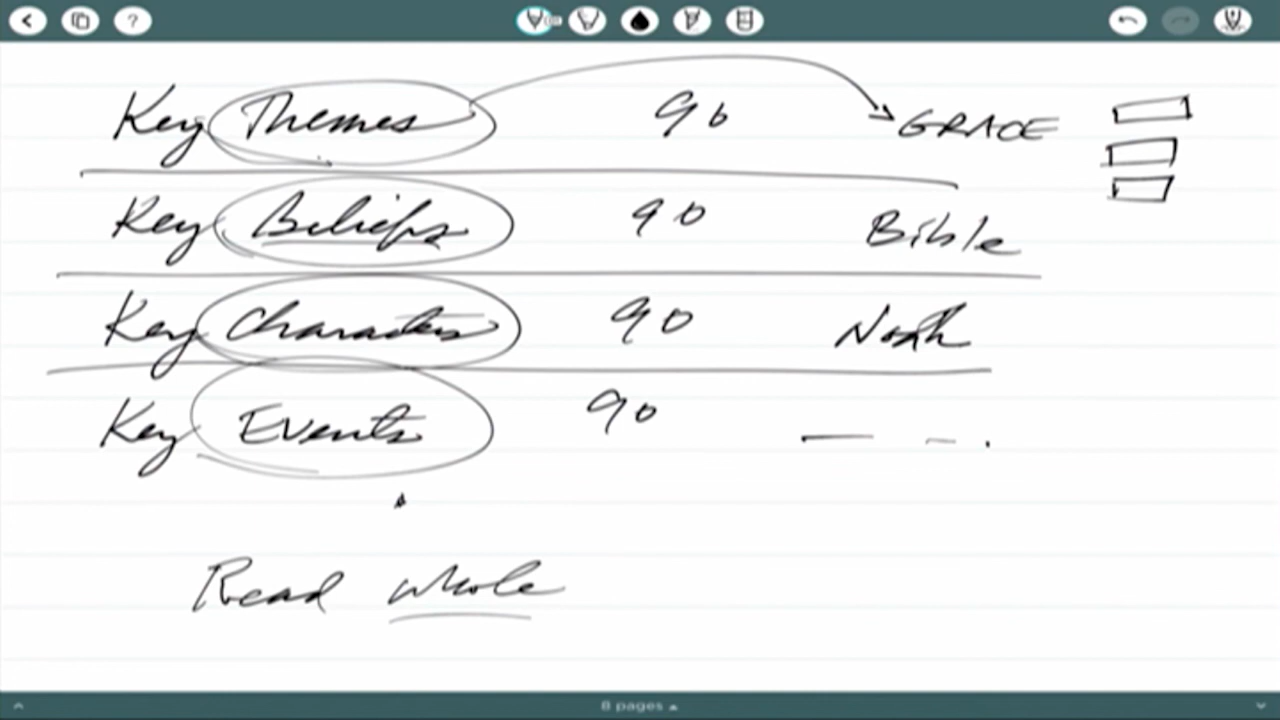 Key Themes 90 GRACE
Key Beliefs 90 Bible
Key Characters 90 Noah
Key Events 90
Read whole
8 pages